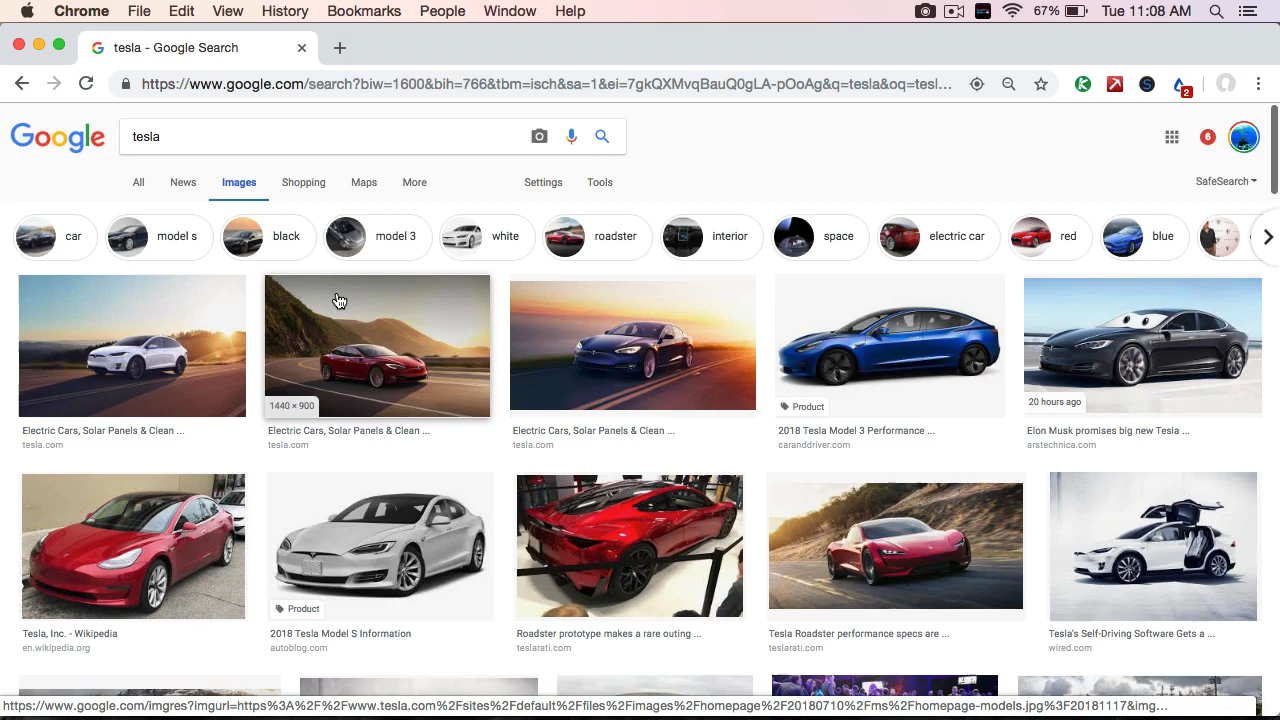 Chrome File Edit View History Bookmarks People Window Help 67% Tue 11:08 AM
tesla - Google Search
https://www.google.com/search?biw=1600&bih=766&tbm=isch&sa=1&ei=7gkQXMvqBauQ0gLA-pOoAg&q=tesla&oq=tesl... 2
Google tesla 6
All News Images Shopping Maps More Settings Tools SafeSearch
car model s black model 3 white roadster interior space electric car red blue
1440 × 900 Product 20 hours ago
Electric Cars, Solar Panels & Clean ... Electric Cars, Solar Panels & Clean ... Electric Cars, Solar Panels & Clean ... 2018 Tesla Model 3 Performance ... Elon Musk promises big new Tesla ...
tesla.com tesla.com tesla.com caranddriver.com arstechnica.com
Product
Tesla, Inc. - Wikipedia 2018 Tesla Model S Information Roadster prototype makes a rare outing ... Tesla Roadster performance specs are ... Tesla's Self-Driving Software Gets a ...
en.wikipedia.org autoblog.com teslarati.com teslarati.com wired.com
https://www.google.com/imgres?imgurl=https%3A%2F%2Fwww.tesla.com%2Fsites%2Fdefault%2Ffiles%2Fimages%2Fhomepage%2F20180710%2Fms%2Fhomepage-models.jpg%3F20181117&img...